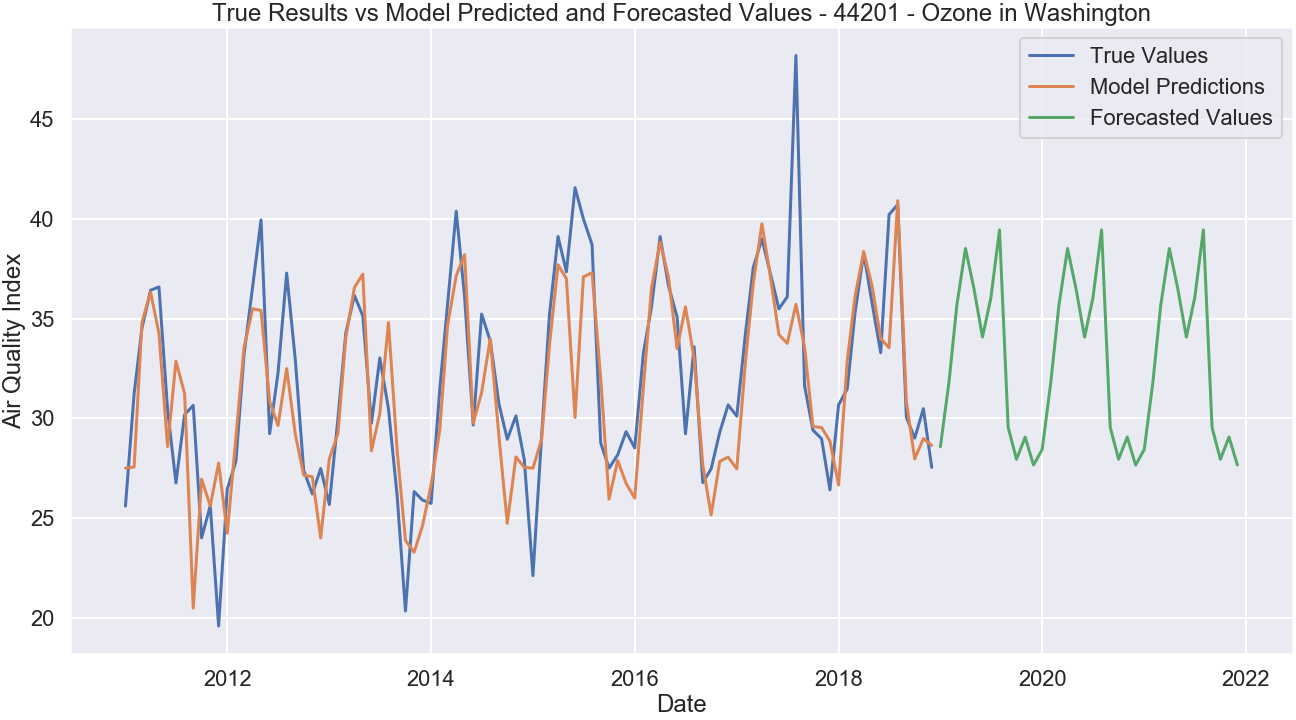 True Results vs Model Predicted and Forecasted Values - 44201 - Ozone in Washington
True Values
Model Predictions
Forecasted Values
Air Quality Index
45
40
35
30
25
20
2012 2014 2016 2018 2020 2022
Date